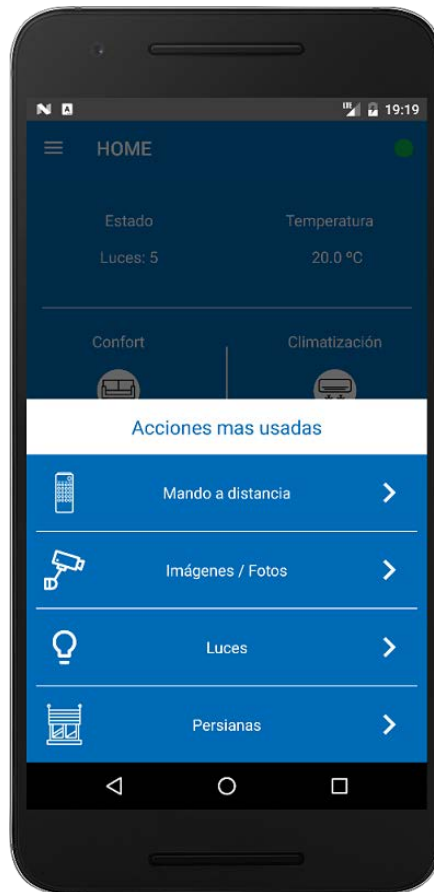 LTE 19:19
HOME
Estado Temperatura
Luces: 5 20.0 ºC
Confort Climatización
Acciones mas usadas
Mando a distancia
Imágenes / Fotos
Luces
Persianas